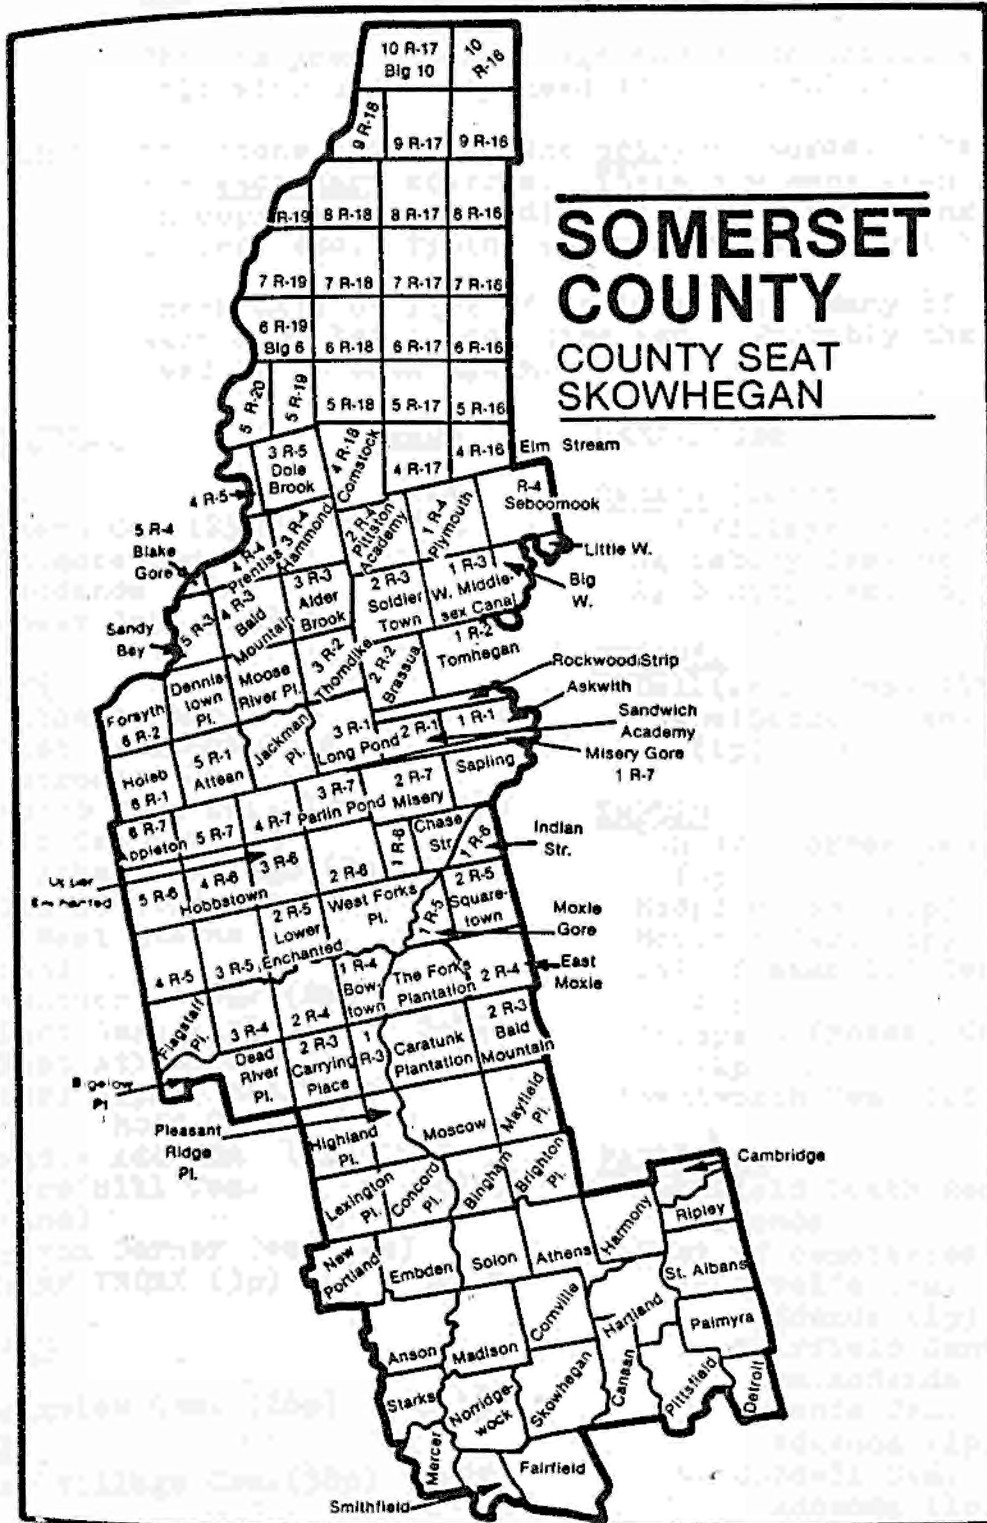 10 R-17
Big 10
10
R-16
9 R-18
9 R-17
9 R-16
SOMERSET
COUNTY
COUNTY SEAT
SKOWHEGAN
R-19
8 R-18
8 R-17
8 R-16
7 R-19
7 R-18
7 R-17
7 R-16
6 R-19
Big 6
6 R-18
6 R-17
6 R-16
5 R-20
5 R-19
5 R-18
5 R-17
5 R-16
3 R-5
Dole
Brook
4 R-18
Comstock
4 R-17
4 R-16
Elm Stream
4 R-5
R-4
Seboomook
5 R-4
Blake
Gore
4 R-4
Prentiss
3 R-4
Hammond
2 R-4
Pittston
Academy
1 R-4
Plymouth
Little W.
Big
W.
Sandy
Bay
5 R-3
4 R-3
Bald
Mountain
3 R-3
Alder
Brook
2 R-3
Soldier
Town
1 R-3
W. Middle-
sex Canal
Forsyth
6 R-2
Dennis-
town
Pl.
Moose
River Pl.
3 R-2
Thorndike
2 R-2
Brassua
1 R-2
Tomhegan
Rockwood Strip
Askwith
Holeb
6 R-1
5 R-1
Attean
Jackman
Pl.
3 R-1
Long Pond
2 R-1
1 R-1
Sandwich
Academy
Misery Gore
1 R-7
6 R-7
Appleton
5 R-7
4 R-7
3 R-7
Parlin Pond
2 R-7
Misery
Sapling
Upper
Enchanted
5 R-6
4 R-6
Hobbstown
3 R-6
2 R-6
1 R-6
Chase
Str.
1 R-6
Indian
Str.
4 R-5
3 R-5
2 R-5
Lower
Enchanted
West Forks
Pl.
1 R-5
2 R-5
Square-
town
Moxie
Gore
Flagstaff
Pl.
3 R-4
2 R-4
1 R-4
Bow-
town
The Forks
Plantation
2 R-4
East
Moxie
Bigelow
Pl
Dead
River
Pl.
2 R-3
Carrying
Place
1
R-3
Caratunk
Plantation
2 R-3
Bald
Mountain
Pleasant
Ridge
Pl.
Highland
Pl.
Moscow
Mayfield
Pl.
Lexington
Pl.
Concord
Pl.
Bingham
Brighton
Pl.
Cambridge
Harmony
Ripley
New
Portland
Embden
Solon
Athens
St. Albans
Anson
Madison
Cornville
Hartland
Palmyra
Starks
Norridge-
wock
Skowhegan
Canaan
Pittsfield
Detroit
Mercer
Fairfield
Smithfield